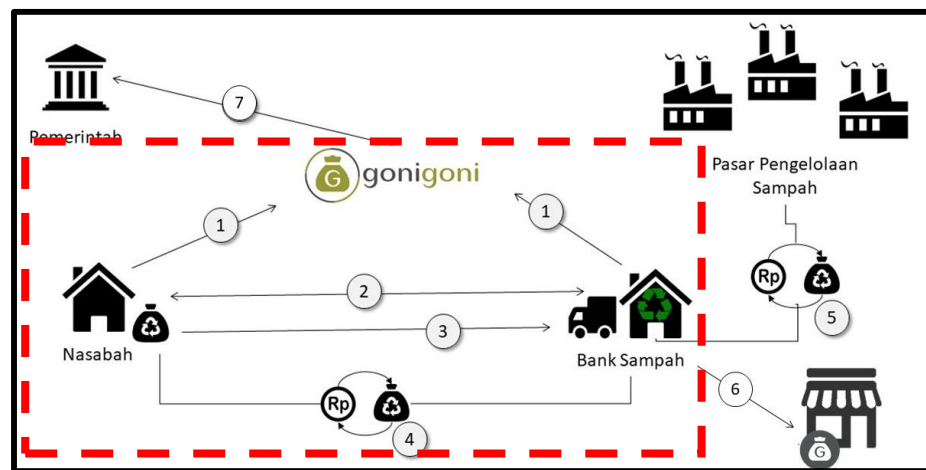 7
Pemerintah
G gonigoni
Pasar Pengelolaan
Sampah
1
1
2
Rp
3
5
Nasabah
Bank Sampah
6
Rp
4
G